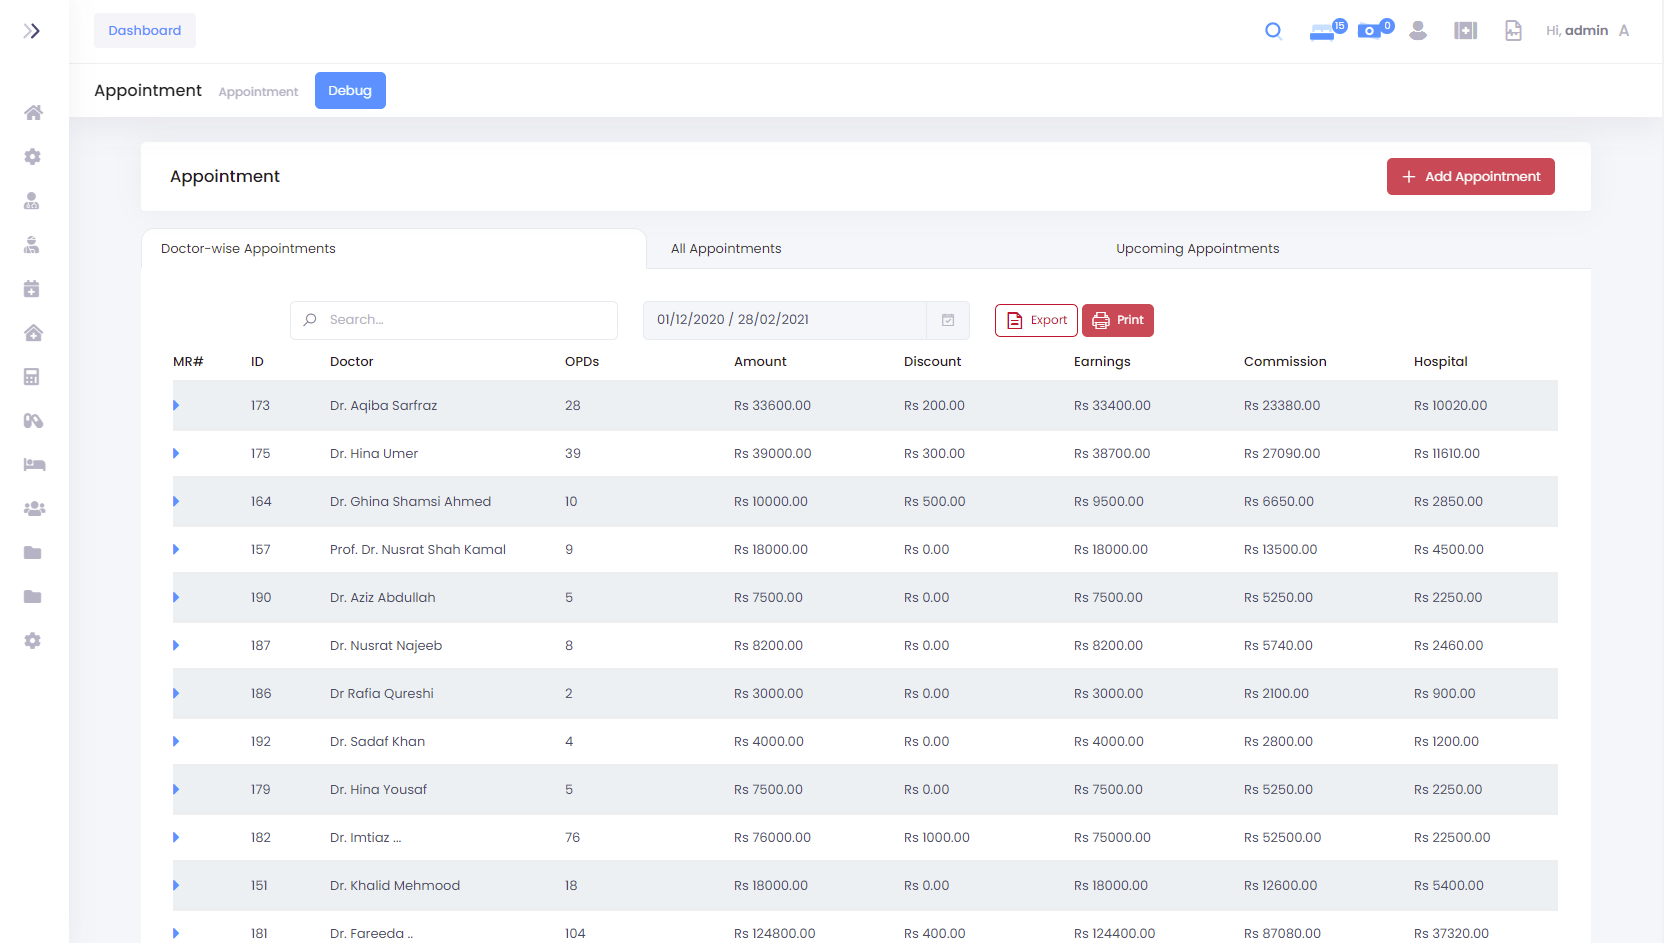 Dashboard
15
0
Hi, admin A
Appointment Appointment Debug
Appointment
Add Appointment
Doctor-wise Appointments All Appointments Upcoming Appointments
Search... 01/12/2020 / 28/02/2021 Export Print
MR# ID Doctor OPDs Amount Discount Earnings Commission Hospital
173 Dr. Aqiba Sarfraz 28 Rs 33600.00 Rs 200.00 Rs 33400.00 Rs 23380.00 Rs 10020.00
175 Dr. Hina Umer 39 Rs 39000.00 Rs 300.00 Rs 38700.00 Rs 27090.00 Rs 11610.00
164 Dr. Ghina Shamsi Ahmed 10 Rs 10000.00 Rs 500.00 Rs 9500.00 Rs 6650.00 Rs 2850.00
157 Prof. Dr. Nusrat Shah Kamal 9 Rs 18000.00 Rs 0.00 Rs 18000.00 Rs 13500.00 Rs 4500.00
190 Dr. Aziz Abdullah 5 Rs 7500.00 Rs 0.00 Rs 7500.00 Rs 5250.00 Rs 2250.00
187 Dr. Nusrat Najeeb 8 Rs 8200.00 Rs 0.00 Rs 8200.00 Rs 5740.00 Rs 2460.00
186 Dr Rafia Qureshi 2 Rs 3000.00 Rs 0.00 Rs 3000.00 Rs 2100.00 Rs 900.00
192 Dr. Sadaf Khan 4 Rs 4000.00 Rs 0.00 Rs 4000.00 Rs 2800.00 Rs 1200.00
179 Dr. Hina Yousaf 5 Rs 7500.00 Rs 0.00 Rs 7500.00 Rs 5250.00 Rs 2250.00
182 Dr. Imtiaz ... 76 Rs 76000.00 Rs 1000.00 Rs 75000.00 Rs 52500.00 Rs 22500.00
151 Dr. Khalid Mehmood 18 Rs 18000.00 Rs 0.00 Rs 18000.00 Rs 12600.00 Rs 5400.00
181 Dr. Fareeda .. 104 Rs 124800.00 Rs 400.00 Rs 124400.00 Rs 87080.00 Rs 37320.00